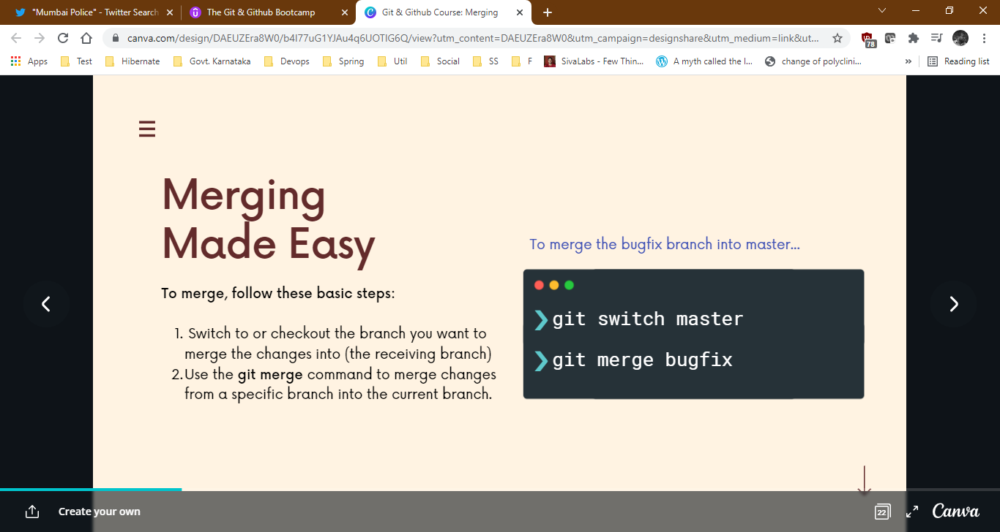 "Mumbai Police" - Twitter Search
The Git & Github Bootcamp
Git & Github Course: Merging
canva.com/design/DAEUZEra8W0/b4I77uG1YJAu4q6UOTIG6Q/view?utm_content=DAEUZEra8W0&utm_campaign=designshare&utm_medium=link&ut...
78
Apps
Test
Hibernate
Govt. Karnataka
Devops
Spring
Util
Social
SS
F
SivaLabs - Few Thin...
A myth called the I...
change of polyclini...
»
Reading list
Merging
Made Easy
To merge, follow these basic steps:
1. Switch to or checkout the branch you want to
merge the changes into (the receiving branch)
2.Use the git merge command to merge changes
from a specific branch into the current branch.
To merge the bugfix branch into master...
❯git switch master
❯git merge bugfix
Create your own
22
Canva